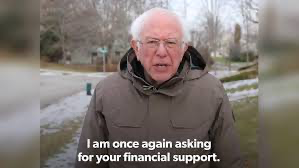 I am once again asking
for your financial support.